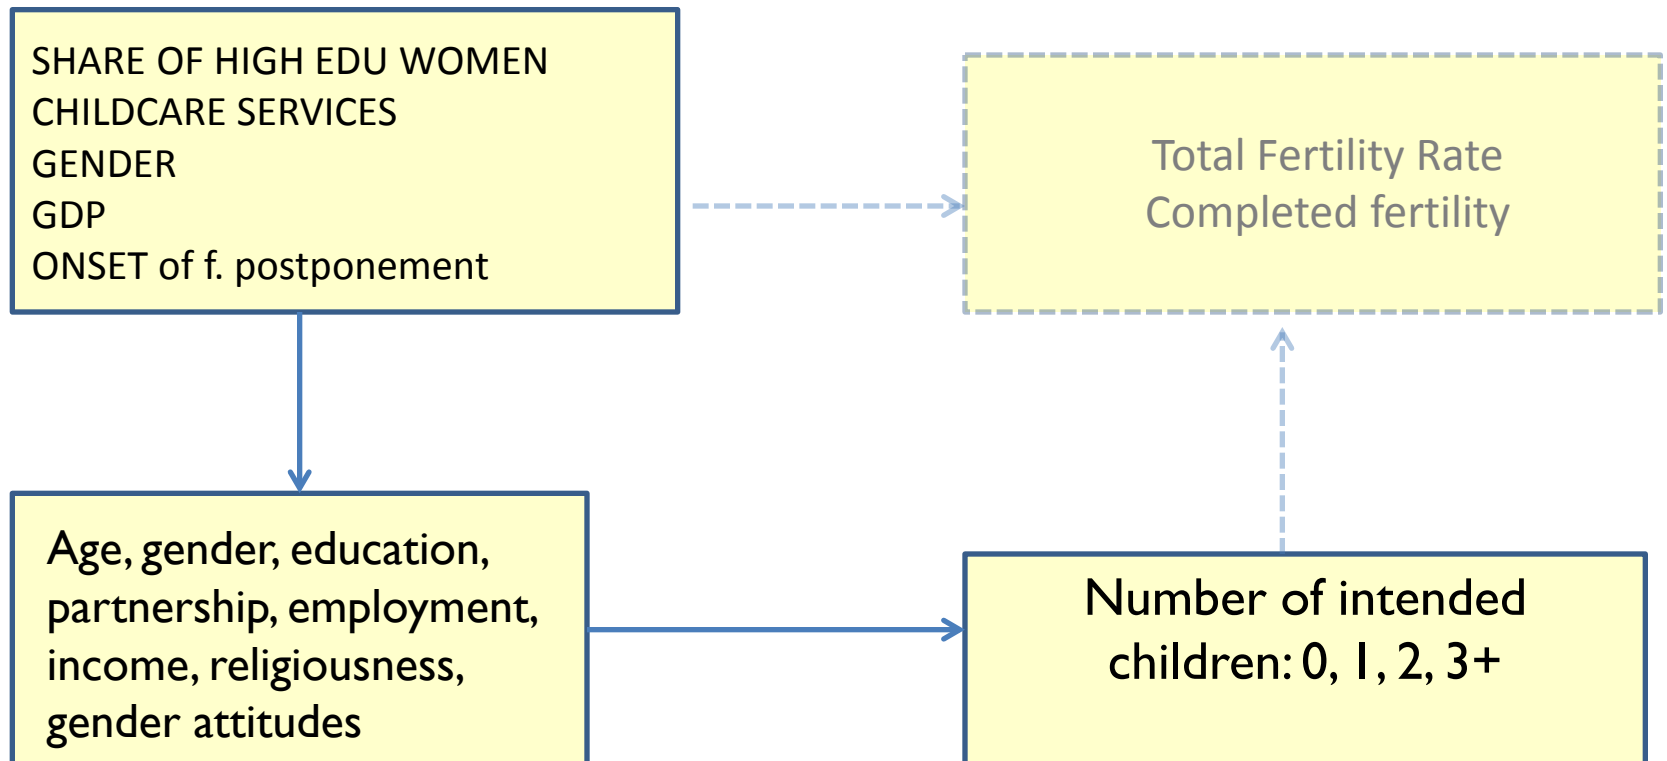 SHARE OF HIGH EDU WOMEN
CHILDCARE SERVICES
GENDER
GDP
ONSET of f. postponement
Total Fertility Rate
Completed fertility
Age, gender, education,
partnership, employment,
income, religiousness,
gender attitudes
Number of intended
children: 0, 1, 2, 3+